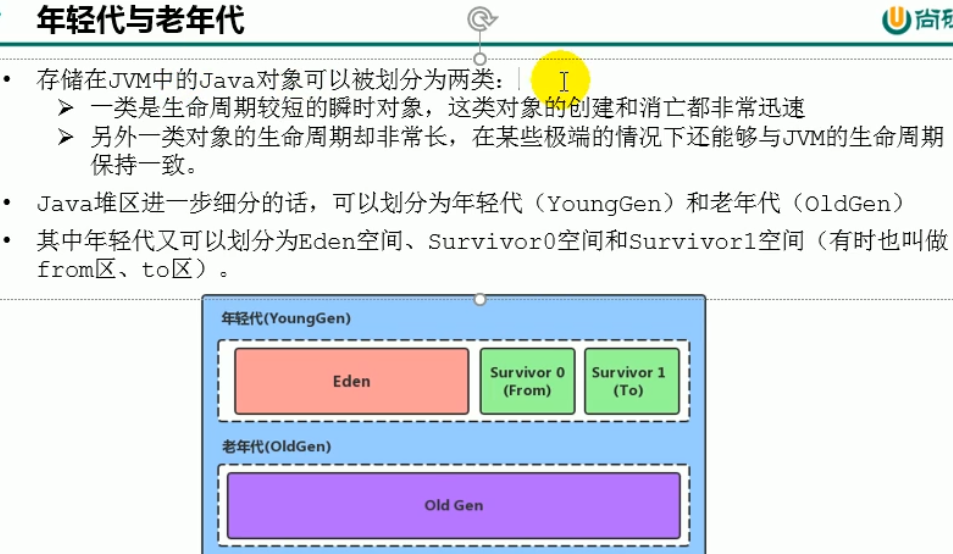 年轻代与老年代
尚硅
• 存储在JVM中的Java对象可以被划分为两类：
➢ 一类是生命周期较短的瞬时对象，这类对象的创建和消亡都非常迅速
➢ 另外一类对象的生命周期却非常长，在某些极端的情况下还能够与JVM的生命周期
保持一致。
• Java堆区进一步细分的话，可以划分为年轻代（YoungGen）和老年代（OldGen）
• 其中年轻代又可以划分为Eden空间、Survivor0空间和Survivor1空间（有时也叫做
from区、to区）。
年轻代(YoungGen)
Eden
Survivor 0
(From)
Survivor 1
(To)
老年代(OldGen)
Old Gen